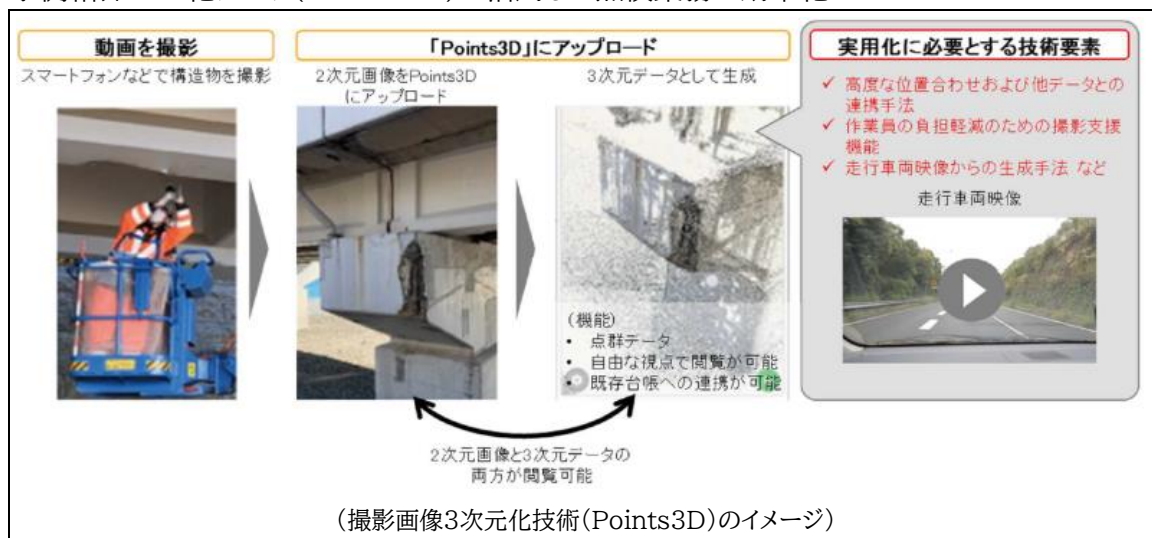 動画を撮影
スマートフォンなどで構造物を撮影
「Points3D」にアップロード
2次元画像をPoints3D
にアップロード
3次元データとして生成
(機能)
• 点群データ
• 自由な視点で閲覧が可能
• 既存台帳への連携が可能
2次元画像と3次元データの
両方が閲覧可能
実用化に必要とする技術要素
✓ 高度な位置合わせおよび他データとの
連携手法
✓ 作業員の負担軽減のための撮影支援
機能
✓ 走行車両映像からの生成手法 など
走行車両映像
(撮影画像3次元化技術(Points3D)のイメージ)